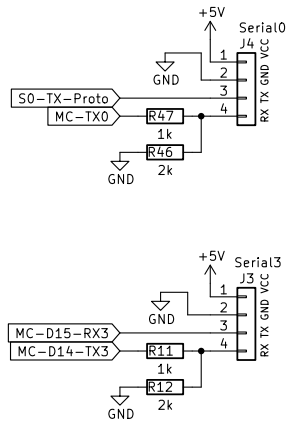 +5V
Serial0
J4
1
2
3
4
VCC
GND
TX
RX
GND
S0-TX-Proto
MC-TX0
R47
1k
R46
2k
GND
+5V
Serial3
J3
1
2
3
4
VCC
GND
TX
RX
GND
MC-D15-RX3
MC-D14-TX3
R11
1k
R12
2k
GND